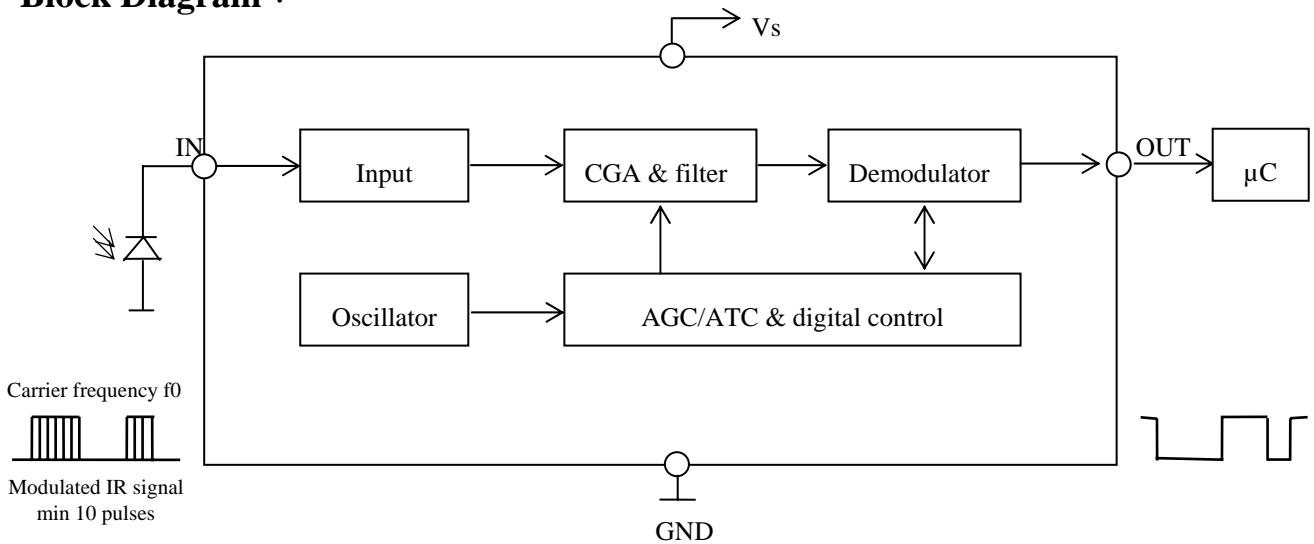 Block Diagram :
Vs
IN
Input
CGA & filter
Demodulator
OUT
µC
Oscillator
AGC/ATC & digital control
Carrier frequency f0
Modulated IR signal
min 10 pulses
GND